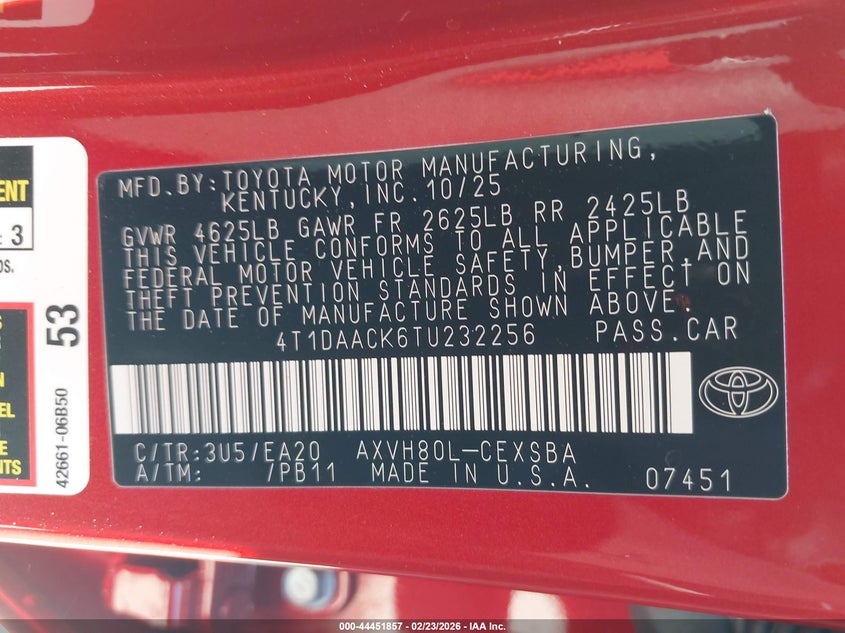 MFD.BY:TOYOTA MOTOR MANUFACTURING,
KENTUCKY,INC.10/25
GVWR 4625LB GAWR FR 2625LB RR 2425LB
THIS VEHICLE CONFORMS TO ALL APPLICABLE
FEDERAL MOTOR VEHICLE SAFETY,BUMPER,AND
THEFT PREVENTION STANDARDS IN EFFECT ON
THE DATE OF MANUFACTURE SHOWN ABOVE.
4T1DAACK6TU232256 PASS.CAR
C/TR:3U5/EA20 AXVH80L-CEXSBA
A/TM: /PB11 MADE IN U.S.A. 07451
ENT
: 3
OS.
S
E
N
EL
E
NTS
53
42661-06B50
000-44451857 | 02/23/2026 – IAA Inc.